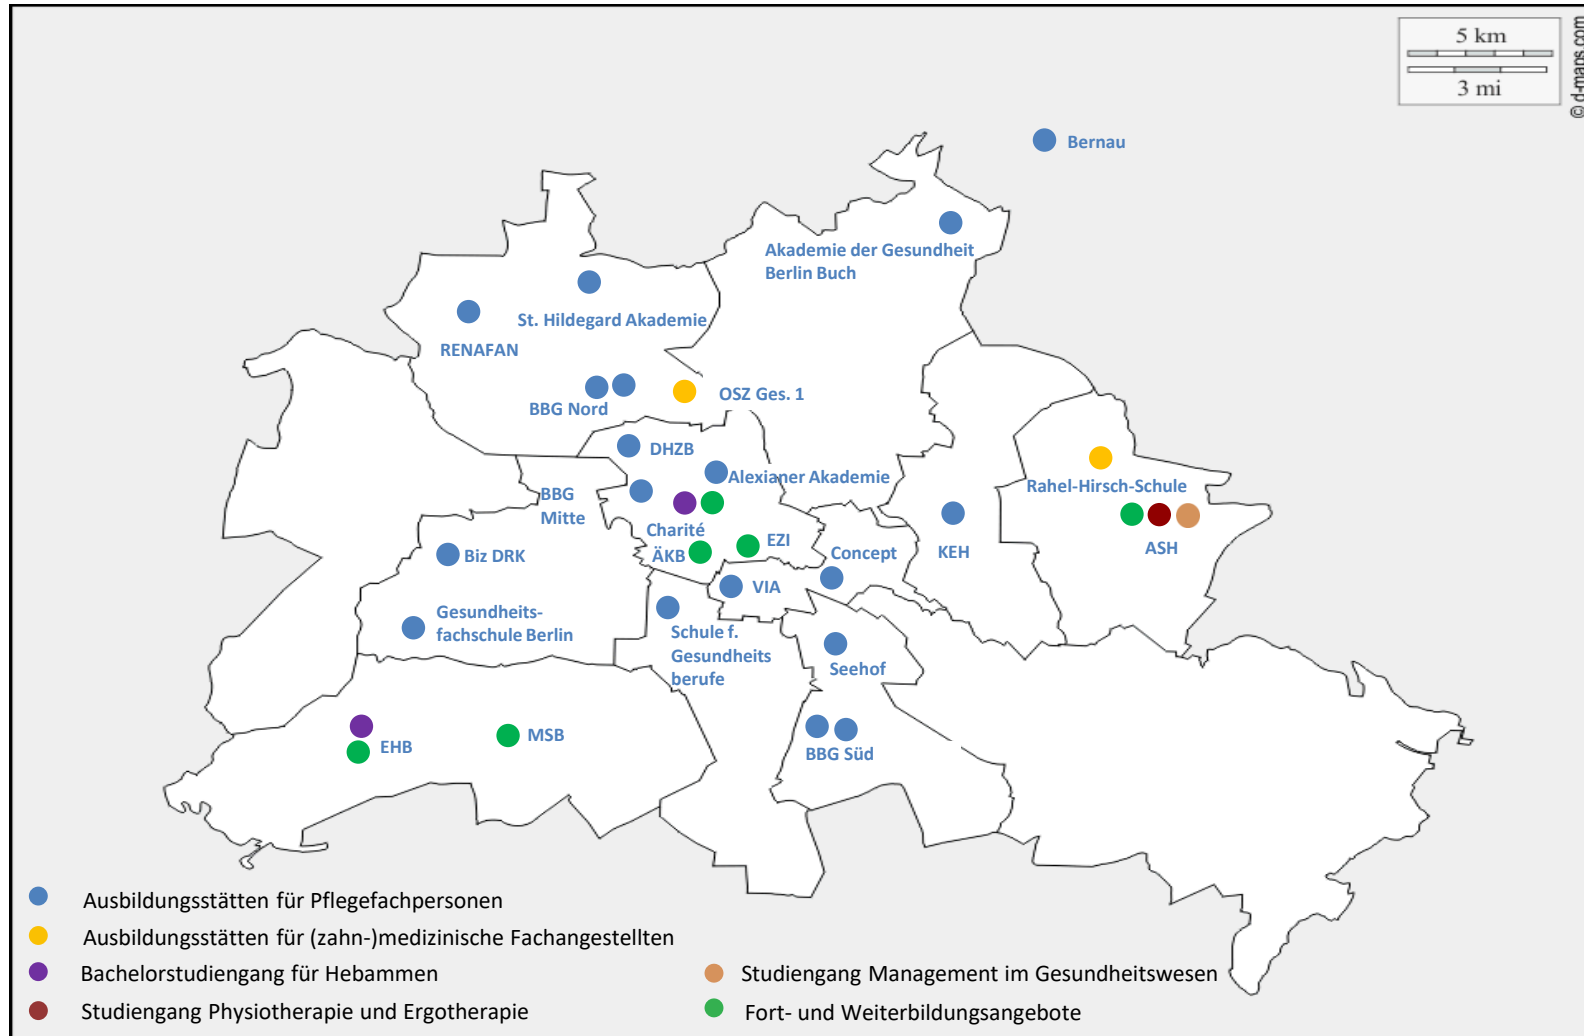 5 km
3 mi
© d-maps.com
Bernau
Akademie der Gesundheit
Berlin Buch
St. Hildegard Akademie
RENAFAN
BBG Nord
OSZ Ges. 1
DHZB
Alexianer Akademie
BBG
Mitte
Charité
ÄKB
EZI
Rahel-Hirsch-Schule
ASH
KEH
Concept
Biz DRK
VIA
Gesundheits-
fachschule Berlin
Schule f.
Gesundheits
berufe
Seehof
EHB
MSB
BBG Süd
Ausbildungsstätten für Pflegefachpersonen
Ausbildungsstätten für (zahn-)medizinische Fachangestellten
Bachelorstudiengang für Hebammen
Studiengang Physiotherapie und Ergotherapie
Studiengang Management im Gesundheitswesen
Fort- und Weiterbildungsangebote